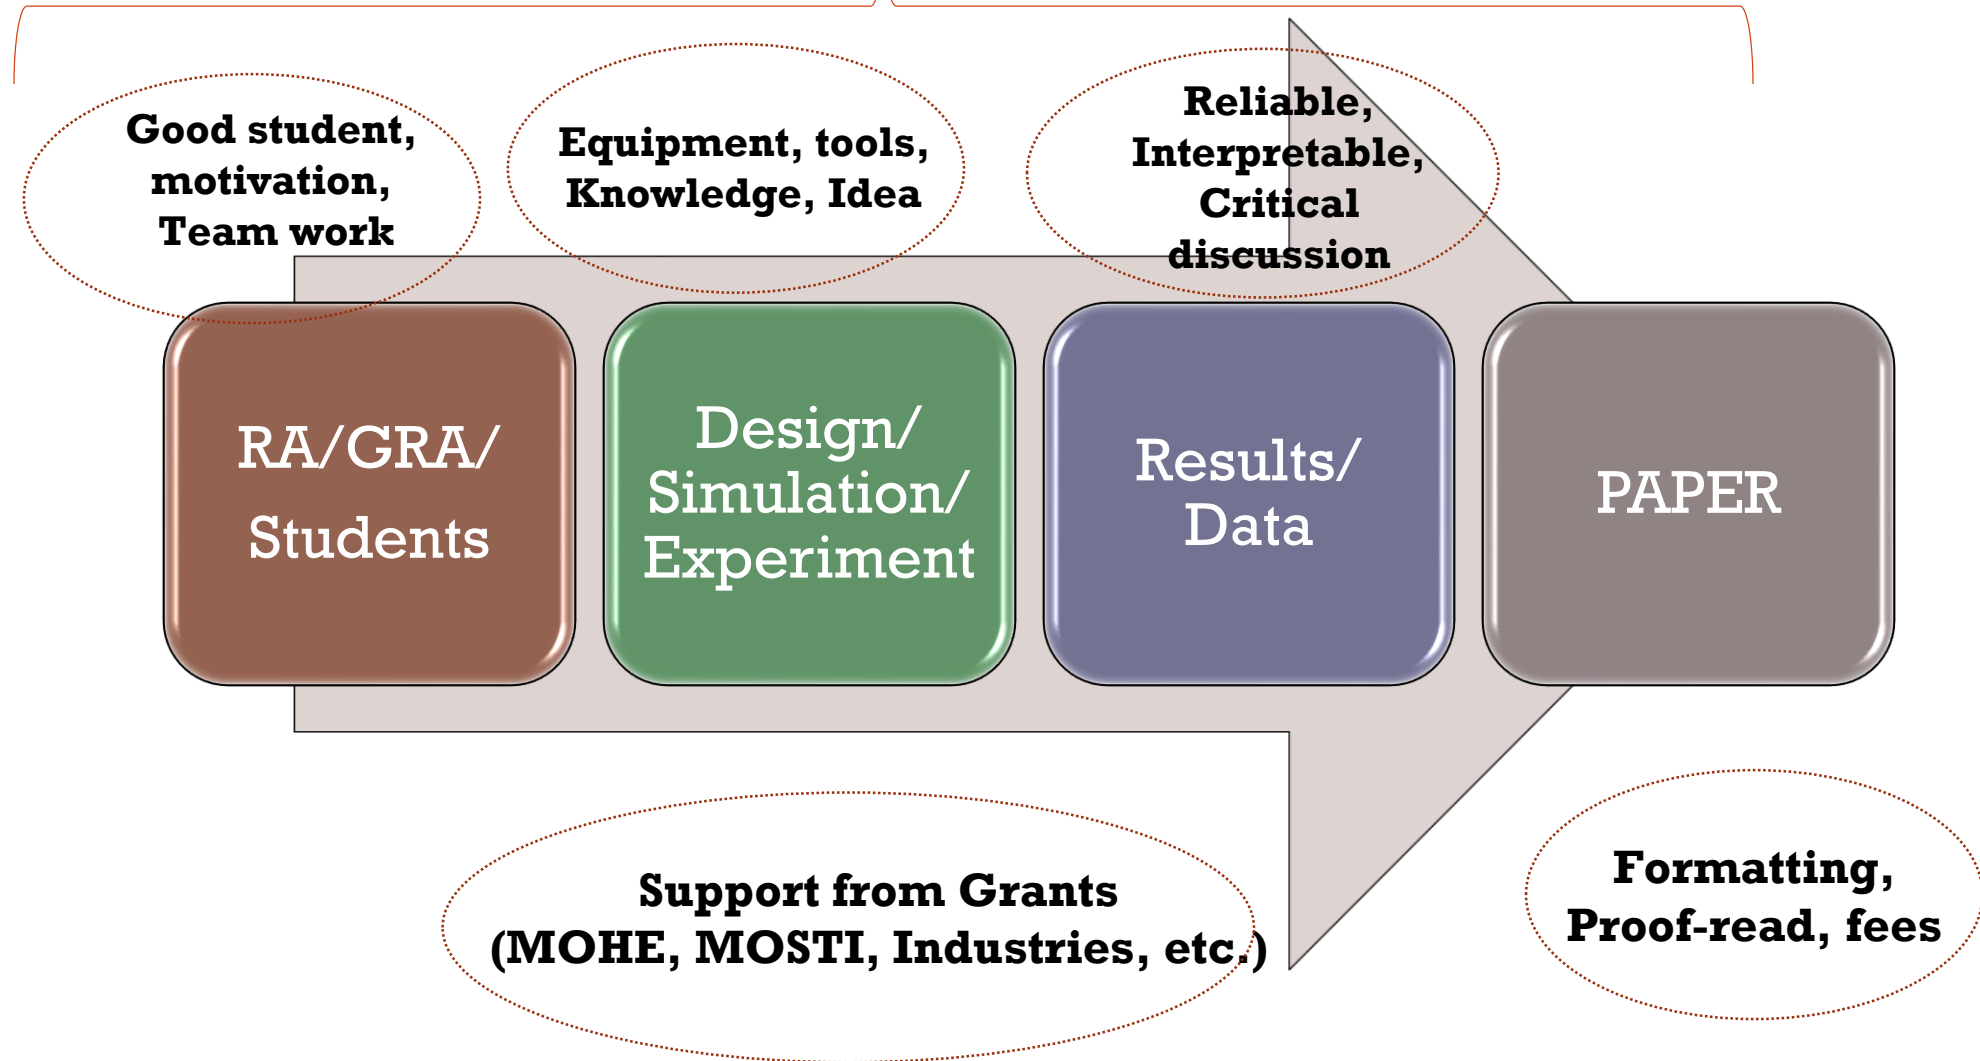 Good student,
motivation,
Team work
Equipment, tools,
Knowledge, Idea
Reliable,
Interpretable,
Critical
discussion
RA/GRA/
Students
Design/
Simulation/
Experiment
Results/
Data
PAPER
Support from Grants
(MOHE, MOSTI, Industries, etc.)
Formatting,
Proof-read, fees